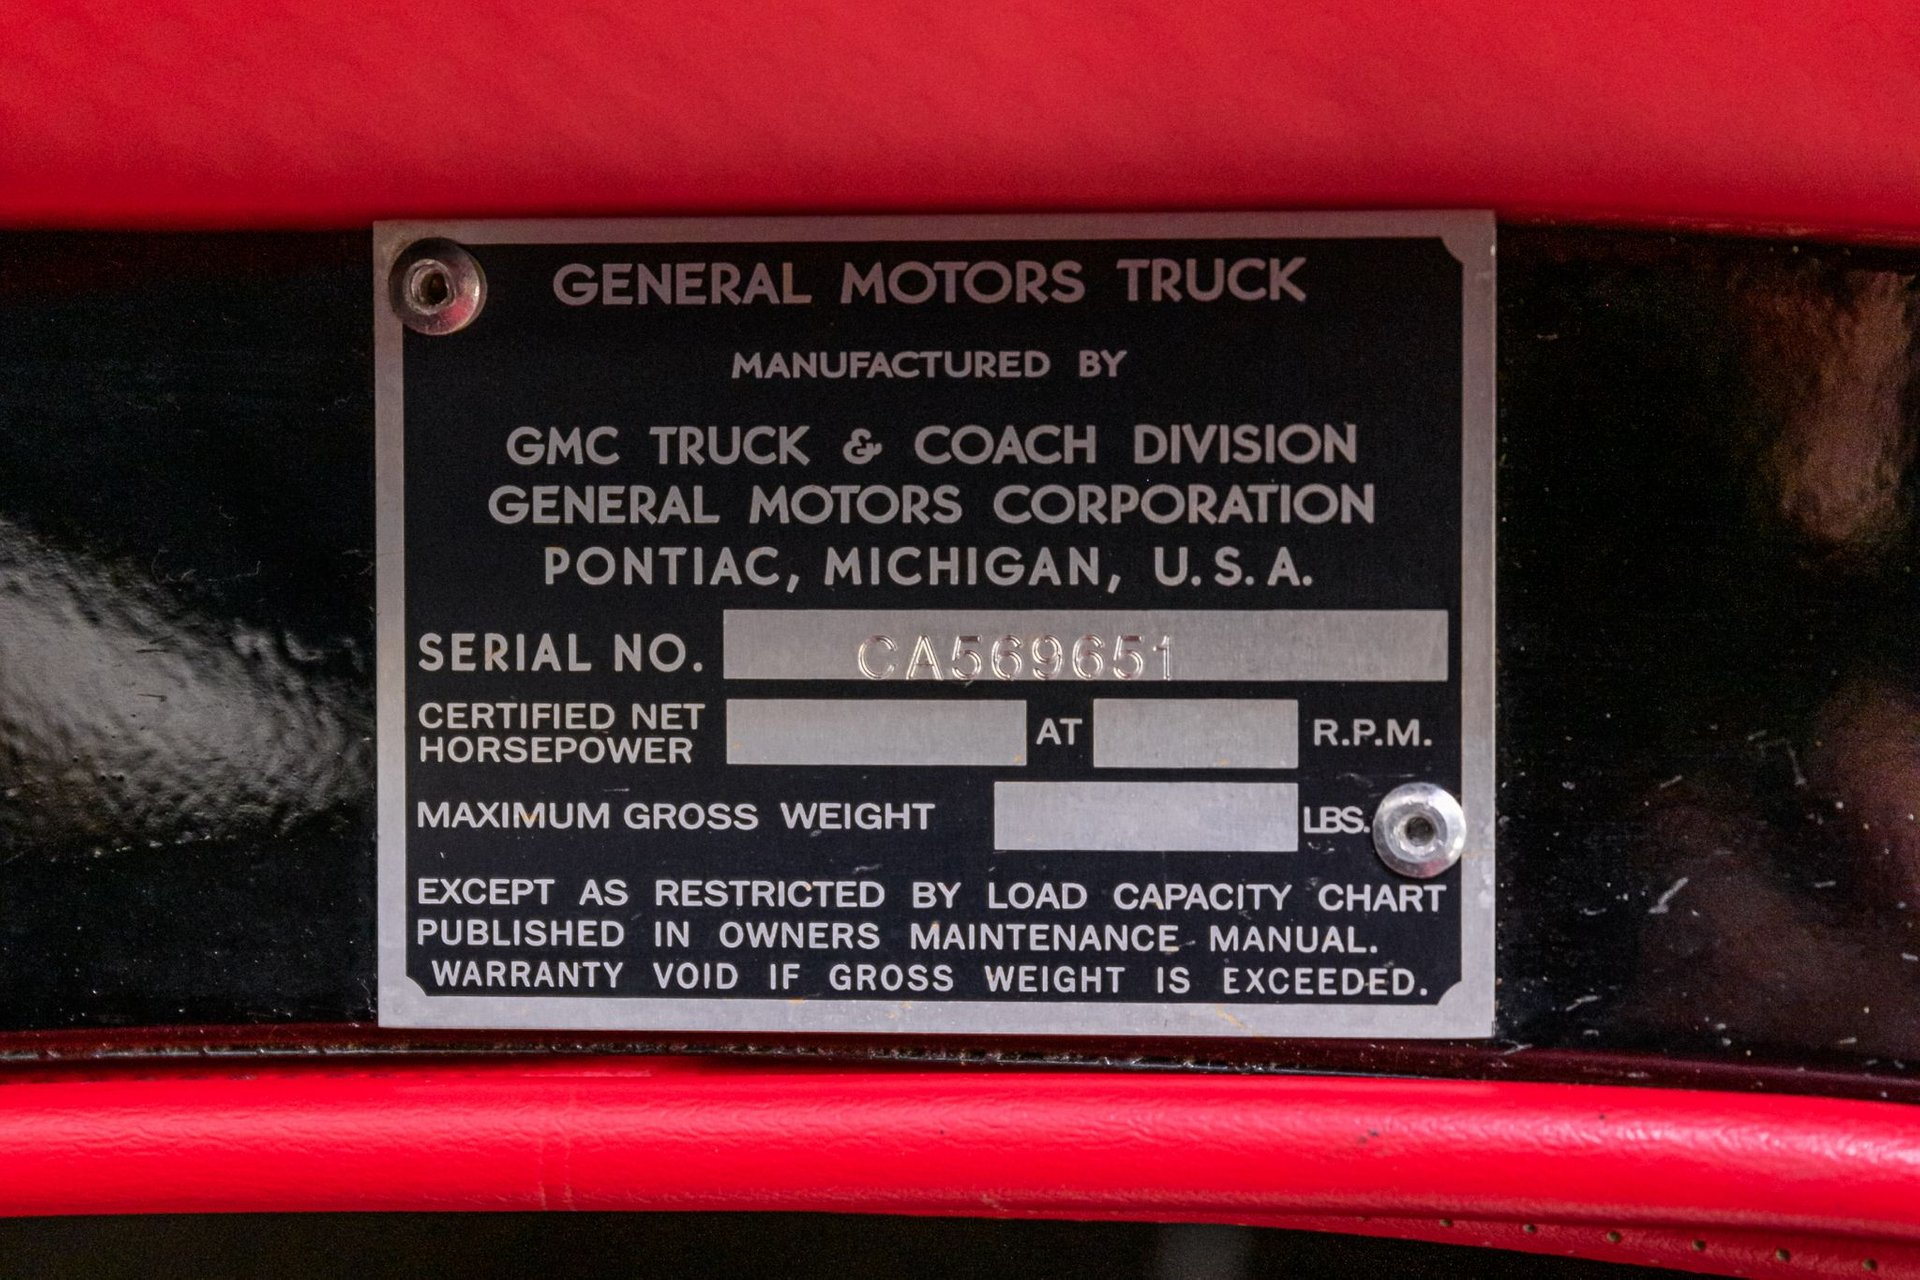 GENERAL MOTORS TRUCK
MANUFACTURED BY
GMC TRUCK & COACH DIVISION
GENERAL MOTORS CORPORATION
PONTIAC, MICHIGAN, U.S.A.
SERIAL NO. CA569651
CERTIFIED NET
HORSEPOWER AT R.P.M.
MAXIMUM GROSS WEIGHT LBS.
EXCEPT AS RESTRICTED BY LOAD CAPACITY CHART
PUBLISHED IN OWNERS MAINTENANCE MANUAL.
WARRANTY VOID IF GROSS WEIGHT IS EXCEEDED.